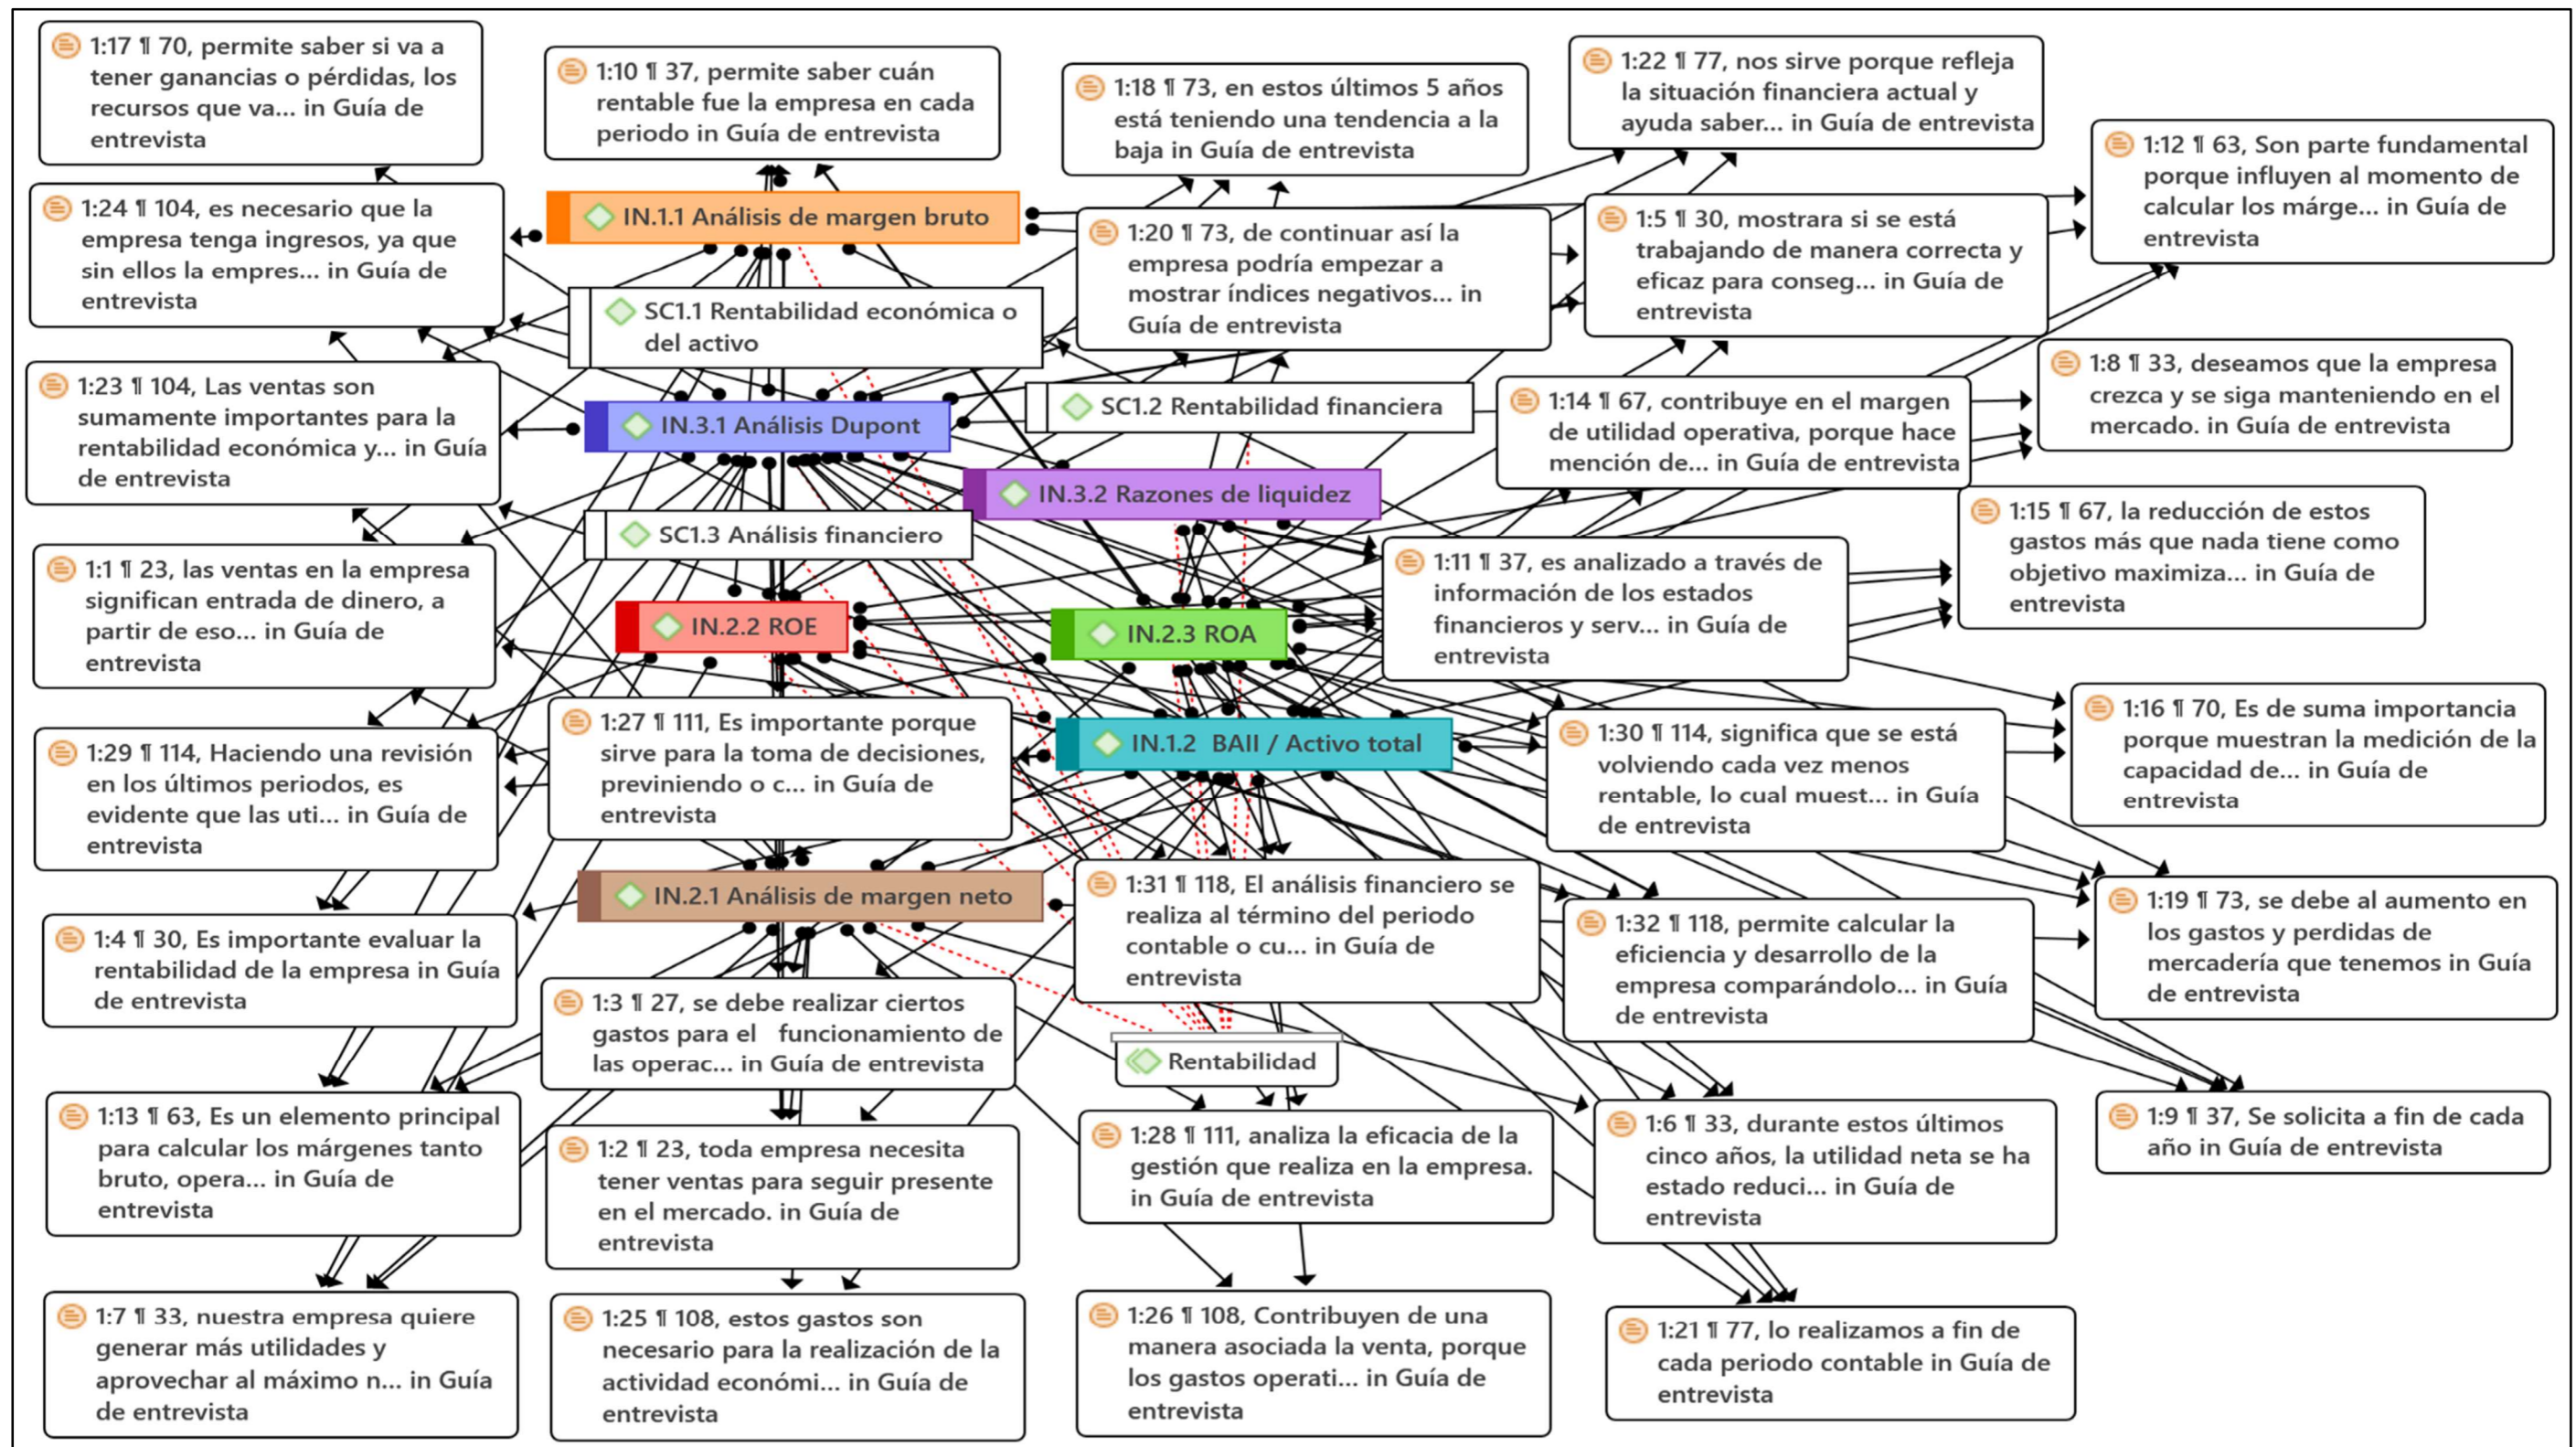 1:17 ¶ 70, permite saber si va a
tener ganancias o pérdidas, los
recursos que va... in Guía de
entrevista
1:10 ¶ 37, permite saber cuán
rentable fue la empresa en cada
periodo in Guía de entrevista
1:18 ¶ 73, en estos últimos 5 años
está teniendo una tendencia a la
baja in Guía de entrevista
1:22 ¶ 77, nos sirve porque refleja
la situación financiera actual y
ayuda saber... in Guía de entrevista
1:12 ¶ 63, Son parte fundamental
porque influyen al momento de
calcular los márge... in Guía de
entrevista
1:24 ¶ 104, es necesario que la
empresa tenga ingresos, ya que
sin ellos la empres... in Guía de
entrevista
IN.1.1 Análisis de margen bruto
1:20 ¶ 73, de continuar así la
empresa podría empezar a
mostrar índices negativos... in
Guía de entrevista
1:5 ¶ 30, mostrara si se está
trabajando de manera correcta y
eficaz para conseg... in Guía de
entrevista
SC1.1 Rentabilidad económica o
del activo
1:23 ¶ 104, Las ventas son
sumamente importantes para la
rentabilidad económica y... in Guía
de entrevista
IN.3.1 Análisis Dupont
SC1.2 Rentabilidad financiera
1:14 ¶ 67, contribuye en el margen
de utilidad operativa, porque hace
mención de... in Guía de entrevista
1:8 ¶ 33, deseamos que la empresa
crezca y se siga manteniendo en el
mercado. in Guía de entrevista
IN.3.2 Razones de liquidez
SC1.3 Análisis financiero
1:15 ¶ 67, la reducción de estos
gastos más que nada tiene como
objetivo maximiza... in Guía de
entrevista
1:1 ¶ 23, las ventas en la empresa
significan entrada de dinero, a
partir de eso... in Guía de
entrevista
IN.2.2 ROE
IN.2.3 ROA
1:11 ¶ 37, es analizado a través de
información de los estados
financieros y serv... in Guía de
entrevista
1:29 ¶ 114, Haciendo una revisión
en los últimos periodos, es
evidente que las uti... in Guía de
entrevista
1:27 ¶ 111, Es importante porque
sirve para la toma de decisiones,
previniendo o c... in Guía de
entrevista
IN.1.2 BAII / Activo total
1:30 ¶ 114, significa que se está
volviendo cada vez menos
rentable, lo cual muest... in Guía
de entrevista
1:16 ¶ 70, Es de suma importancia
porque muestran la medición de la
capacidad de... in Guía de
entrevista
1:4 ¶ 30, Es importante evaluar la
rentabilidad de la empresa in Guía
de entrevista
IN.2.1 Análisis de margen neto
1:31 ¶ 118, El análisis financiero se
realiza al término del periodo
contable o cu... in Guía de
entrevista
1:32 ¶ 118, permite calcular la
eficiencia y desarrollo de la
empresa comparándolo... in Guía
de entrevista
1:19 ¶ 73, se debe al aumento en
los gastos y perdidas de
mercadería que tenemos in Guía
de entrevista
1:3 ¶ 27, se debe realizar ciertos
gastos para el funcionamiento de
las operac... in Guía de entrevista
Rentabilidad
1:13 ¶ 63, Es un elemento principal
para calcular los márgenes tanto
bruto, opera... in Guía de
entrevista
1:2 ¶ 23, toda empresa necesita
tener ventas para seguir presente
en el mercado. in Guía de
entrevista
1:28 ¶ 111, analiza la eficacia de la
gestión que realiza en la empresa.
in Guía de entrevista
1:6 ¶ 33, durante estos últimos
cinco años, la utilidad neta se ha
estado reduci... in Guía de
entrevista
1:9 ¶ 37, Se solicita a fin de cada
año in Guía de entrevista
1:7 ¶ 33, nuestra empresa quiere
generar más utilidades y
aprovechar al máximo n... in Guía
de entrevista
1:25 ¶ 108, estos gastos son
necesario para la realización de la
actividad económi... in Guía de
entrevista
1:26 ¶ 108, Contribuyen de una
manera asociada la venta, porque
los gastos operati... in Guía de
entrevista
1:21 ¶ 77, lo realizamos a fin de
cada periodo contable in Guía de
entrevista